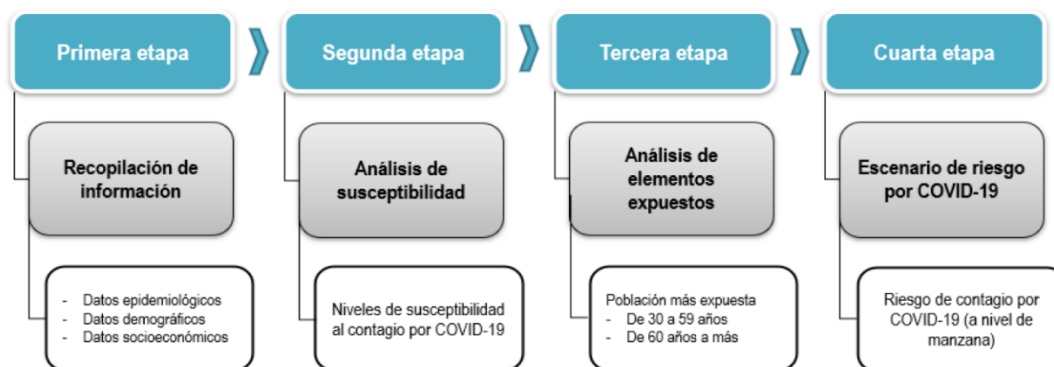 Primera etapa
Segunda etapa
Tercera etapa
Cuarta etapa
Recopilación de
información
Análisis de
susceptibilidad
Análisis de
elementos
expuestos
Escenario de riesgo
por COVID-19
- Datos epidemiológicos
- Datos demográficos
- Datos socioeconómicos
Niveles de susceptibilidad
al contagio por COVID-19
Población más expuesta
- De 30 a 59 años
- De 60 años a más
Riesgo de contagio por
COVID-19 (a nivel de
manzana)